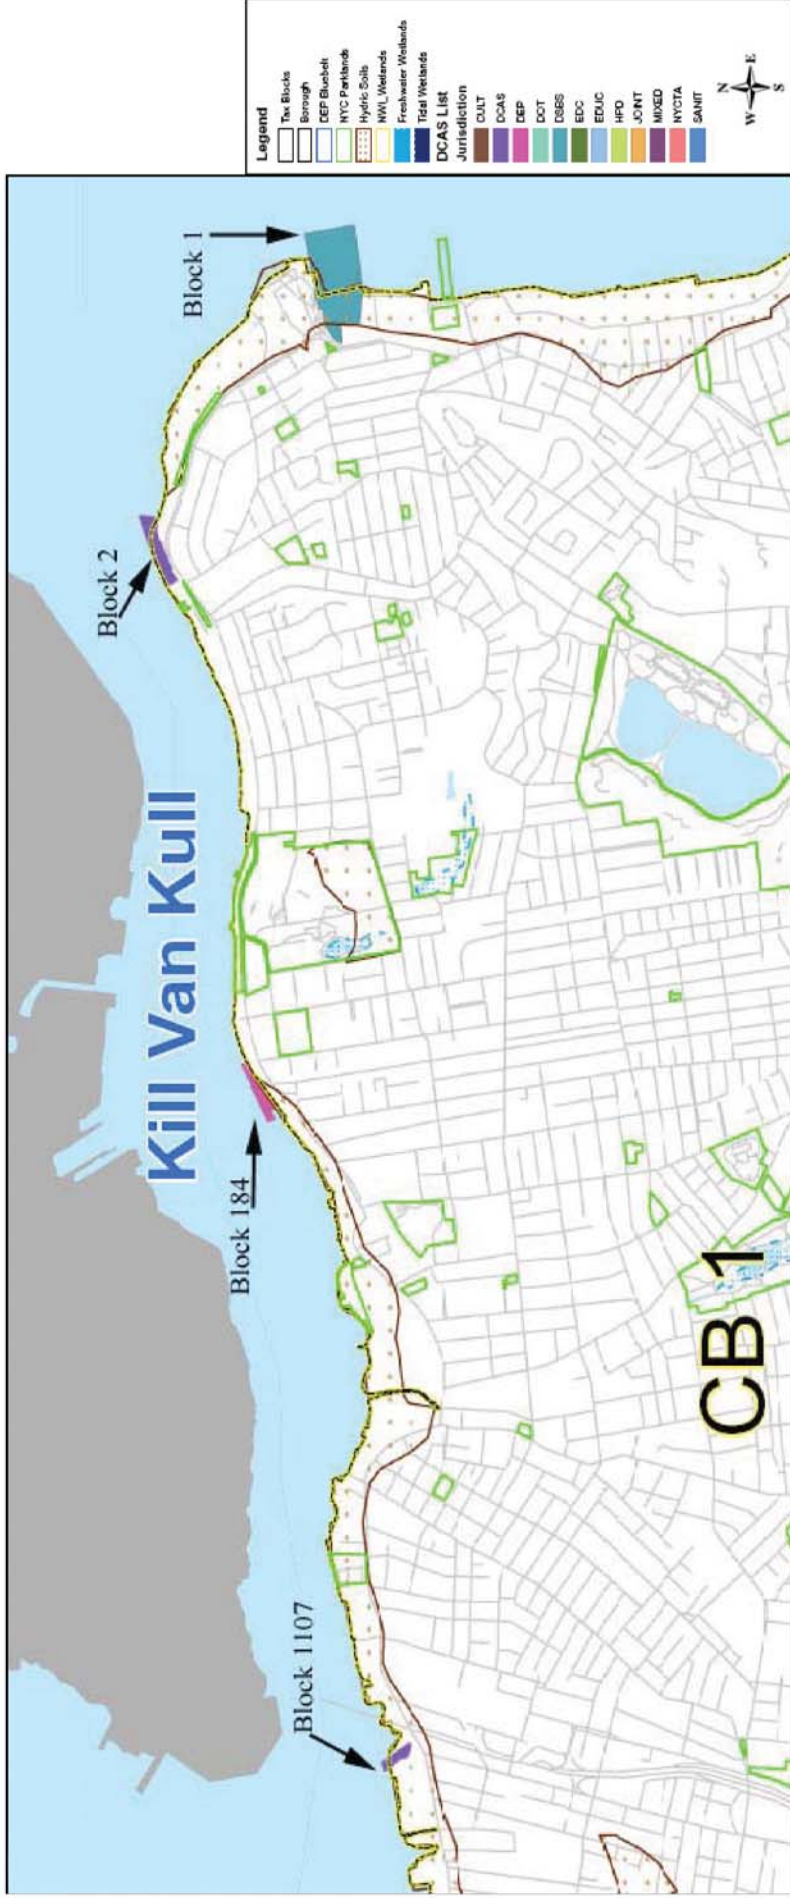 Legend
Tax Blocks
Borough
DEP Bluebelt
NYC Parklands
Hydric Soils
NWI_Wetlands
Freshwater Wetlands
Tidal Wetlands
DCAS List
Jurisdiction
CULT
DCAS
DEP
DOT
DSBS
EDC
EDUC
HPD
JOINT
MIXED
NYCTA
SANIT
N
W
E
S
Block 1
Block 2
Kill Van Kull
Block 184
Block 1107
CB 1